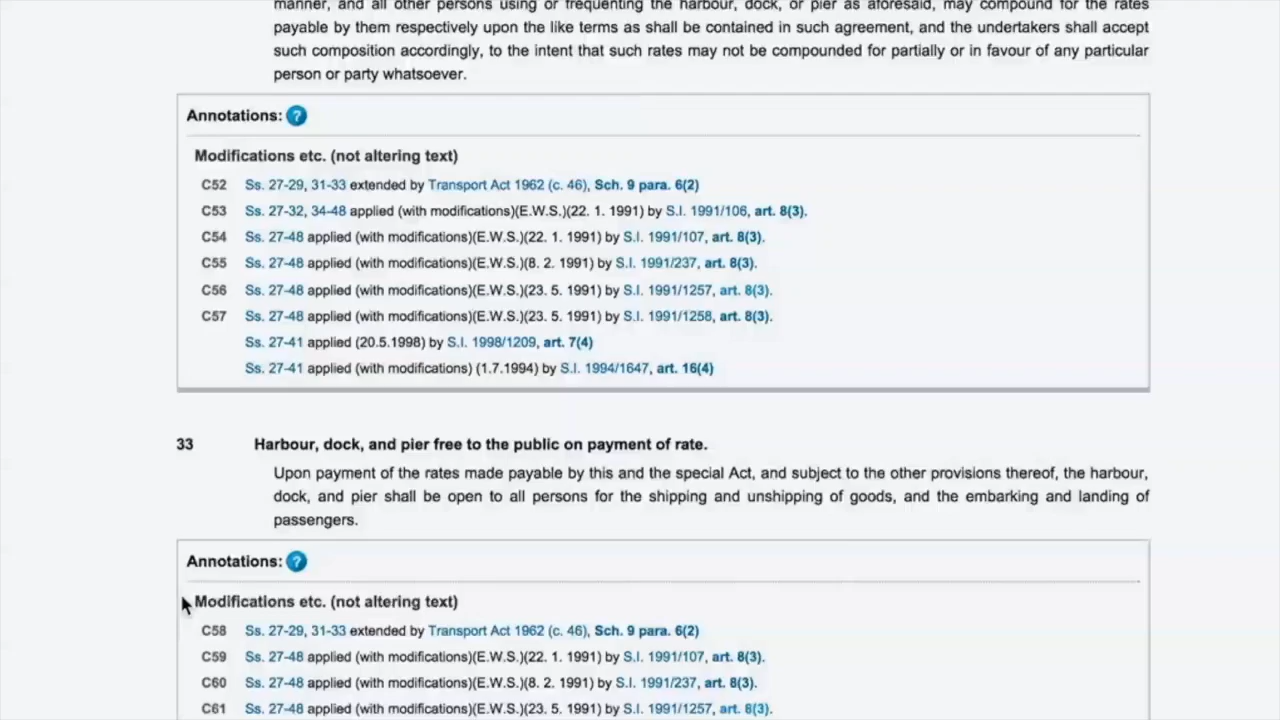 manner, and all other persons using or frequenting the harbour, dock, or pier as aforesaid, may compound for the rates
payable by them respectively upon the like terms as shall be contained in such agreement, and the undertakers shall accept
such composition accordingly, to the intent that such rates may not be compounded for partially or in favour of any particular
person or party whatsoever.
Annotations: ?
Modifications etc. (not altering text)
C52 Ss. 27-29, 31-33 extended by Transport Act 1962 (c. 46), Sch. 9 para. 6(2)
C53 Ss. 27-32, 34-48 applied (with modifications)(E.W.S.)(22. 1. 1991) by S.I. 1991/106, art. 8(3).
C54 Ss. 27-48 applied (with modifications)(E.W.S.)(22. 1. 1991) by S.I. 1991/107, art. 8(3).
C55 Ss. 27-48 applied (with modifications)(E.W.S.)(8. 2. 1991) by S.I. 1991/237, art. 8(3).
C56 Ss. 27-48 applied (with modifications)(E.W.S.)(23. 5. 1991) by S.I. 1991/1257, art. 8(3).
C57 Ss. 27-48 applied (with modifications)(E.W.S.)(23. 5. 1991) by S.I. 1991/1258, art. 8(3).
Ss. 27-41 applied (20.5.1998) by S.I. 1998/1209, art. 7(4)
Ss. 27-41 applied (with modifications) (1.7.1994) by S.I. 1994/1647, art. 16(4)
33 Harbour, dock, and pier free to the public on payment of rate.
Upon payment of the rates made payable by this and the special Act, and subject to the other provisions thereof, the harbour,
dock, and pier shall be open to all persons for the shipping and unshipping of goods, and the embarking and landing of
passengers.
Annotations: ?
Modifications etc. (not altering text)
C58 Ss. 27-29, 31-33 extended by Transport Act 1962 (c. 46), Sch. 9 para. 6(2)
C59 Ss. 27-48 applied (with modifications)(E.W.S.)(22. 1. 1991) by S.I. 1991/107, art. 8(3).
C60 Ss. 27-48 applied (with modifications)(E.W.S.)(8. 2. 1991) by S.I. 1991/237, art. 8(3).
C61 Ss. 27-48 applied (with modifications)(E.W.S.)(23. 5. 1991) by S.I. 1991/1257, art. 8(3).